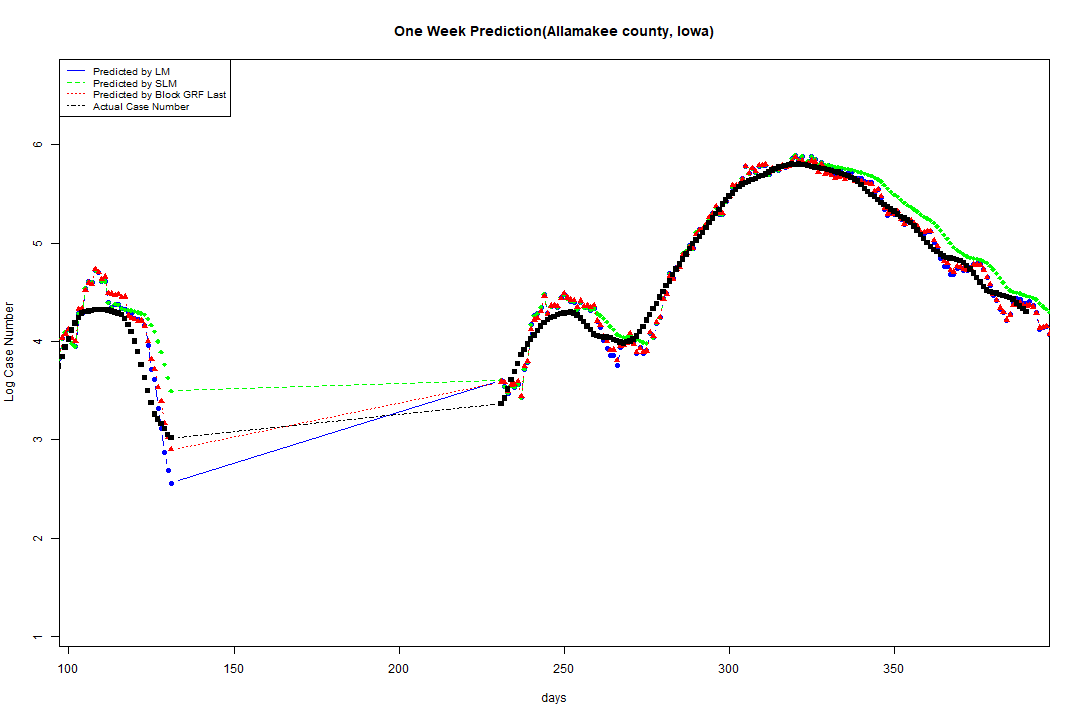 One Week Prediction(Allamakee county, Iowa)
Predicted by LM
Predicted by SLM
Predicted by Block GRF Last
Actual Case Number
Log Case Number
6
5
4
3
2
1
100 150 200 250 300 350
days